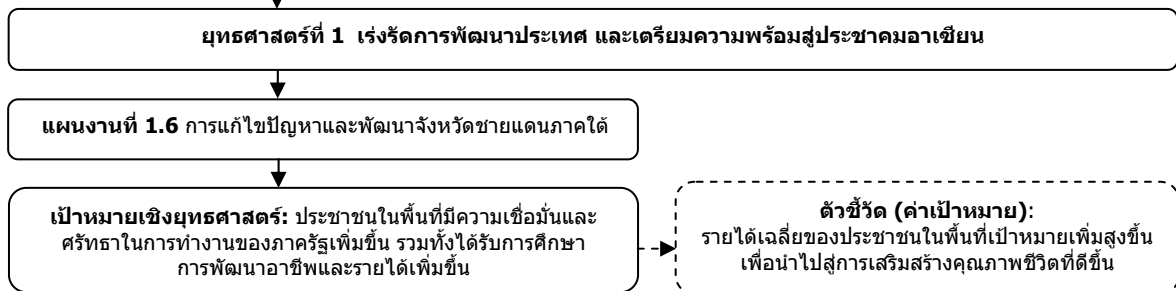 ยุทธศาสตร์ที่ 1 เร่งรัดการพัฒนาประเทศ และเตรียมความพร้อมสู่ประชาคมอาเซียน
แผนงานที่ 1.6 การแก้ไขปัญหาและพัฒนาจังหวัดชายแดนภาคใต้
เป้าหมายเชิงยุทธศาสตร์: ประชาชนในพื้นที่มีความเชื่อมั่นและ
ศรัทธาในการทำงานของภาครัฐเพิ่มขึ้น รวมทั้งได้รับการศึกษา
การพัฒนาอาชีพและรายได้เพิ่มขึ้น
ตัวชี้วัด (ค่าเป้าหมาย):
รายได้เฉลี่ยของประชาชนในพื้นที่เป้าหมายเพิ่มสูงขึ้น
เพื่อนำไปสู่การเสริมสร้างคุณภาพชีวิตที่ดีขึ้น